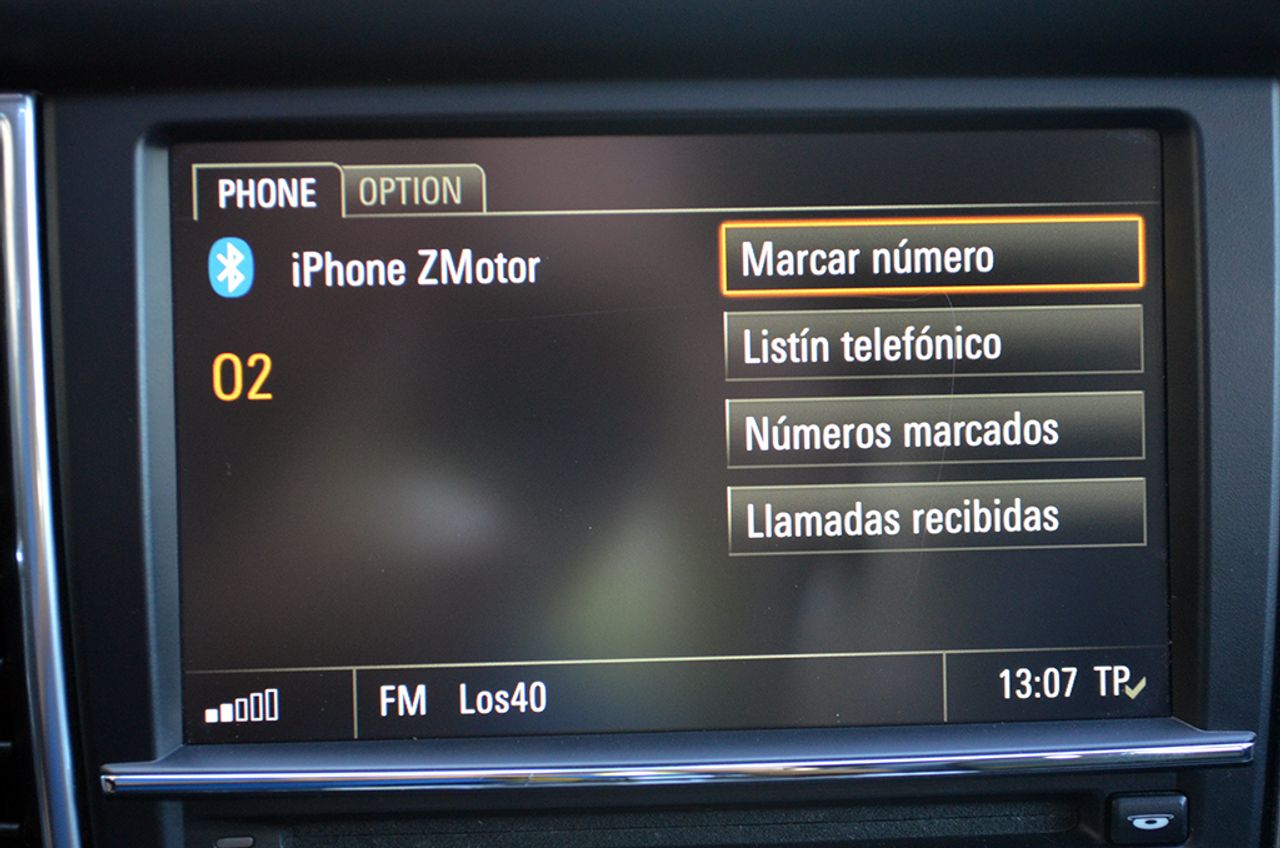 PHONE OPTION
iPhone ZMotor
O2
Marcar número
Listín telefónico
Números marcados
Llamadas recibidas
FM Los40
13:07 TP